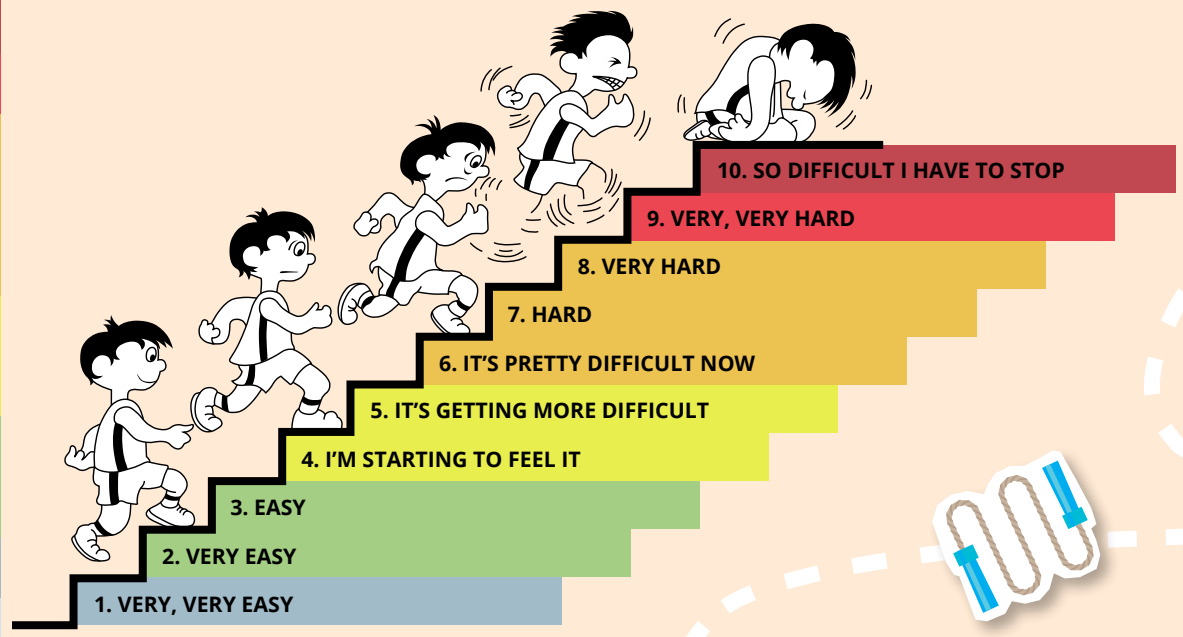 10. SO DIFFICULT I HAVE TO STOP
9. VERY, VERY HARD
8. VERY HARD
7. HARD
6. IT'S PRETTY DIFFICULT NOW
5. IT'S GETTING MORE DIFFICULT
4. I'M STARTING TO FEEL IT
3. EASY
2. VERY EASY
1. VERY, VERY EASY